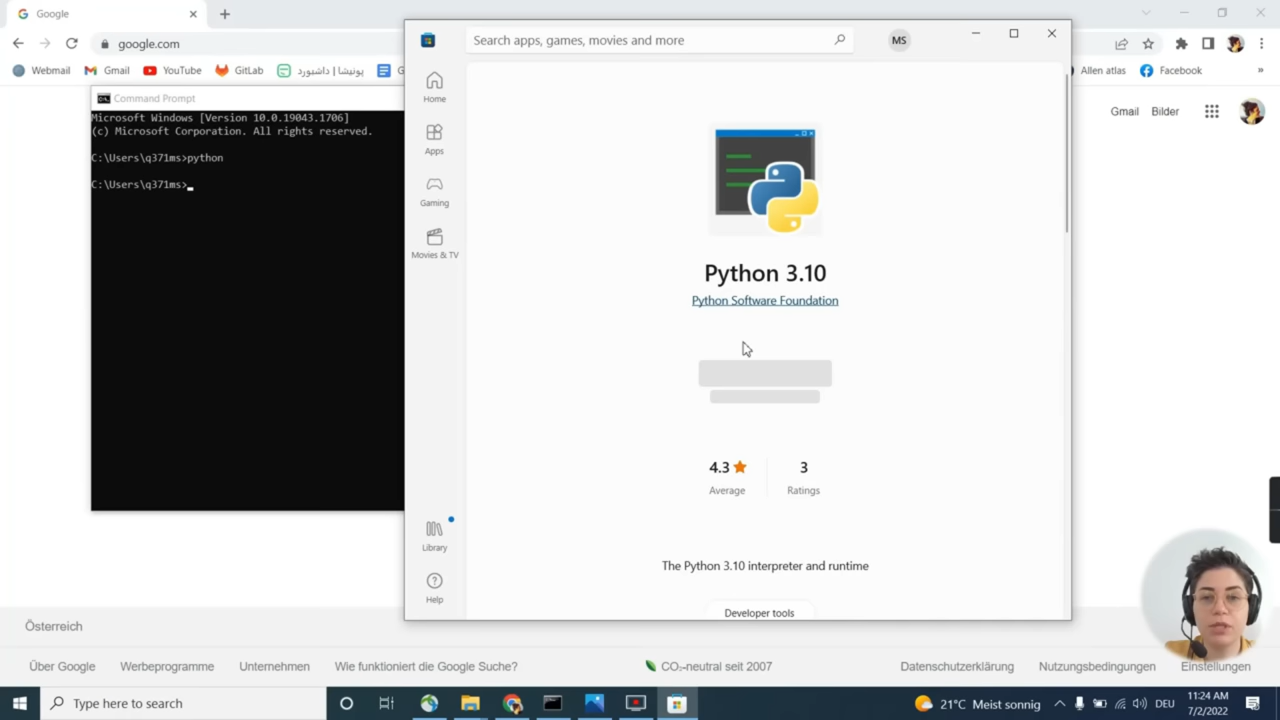 Google
google.com
Webmail
Gmail
YouTube
GitLab
پونیشا | داشبورد
G
Allen atlas
Facebook
»
Gmail
Bilder
Command Prompt
Microsoft Windows [Version 10.0.19043.1706]
(c) Microsoft Corporation. All rights reserved.
C:\Users\q371ms>python
C:\Users\q371ms>
Search apps, games, movies and more
MS
Home
Apps
Gaming
Movies & TV
Library
Help
Python 3.10
Python Software Foundation
4.3
Average
3
Ratings
The Python 3.10 interpreter and runtime
Developer tools
Österreich
Über Google
Werbeprogramme
Unternehmen
Wie funktioniert die Google Suche?
CO₂-neutral seit 2007
Datenschutzerklärung
Nutzungsbedingungen
Einstellungen
Type here to search
21°C Meist sonnig
DEU
11:24 AM
7/2/2022